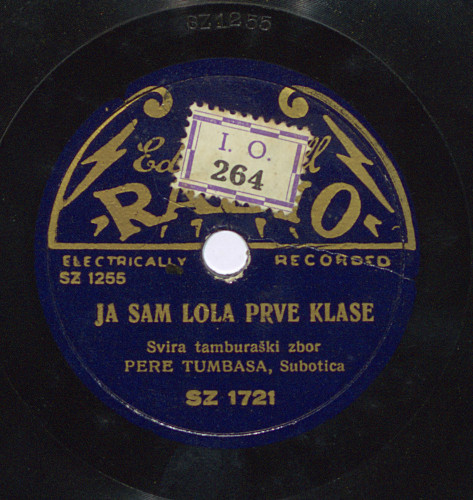 SZ1255
I. O.
264
RADIO
ELECTRICALLY RECORDED
SZ 1255
JA SAM LOLA PRVE KLASE
Svira tamburaški zbor
PERE TUMBASA, Subotica
SZ 1721